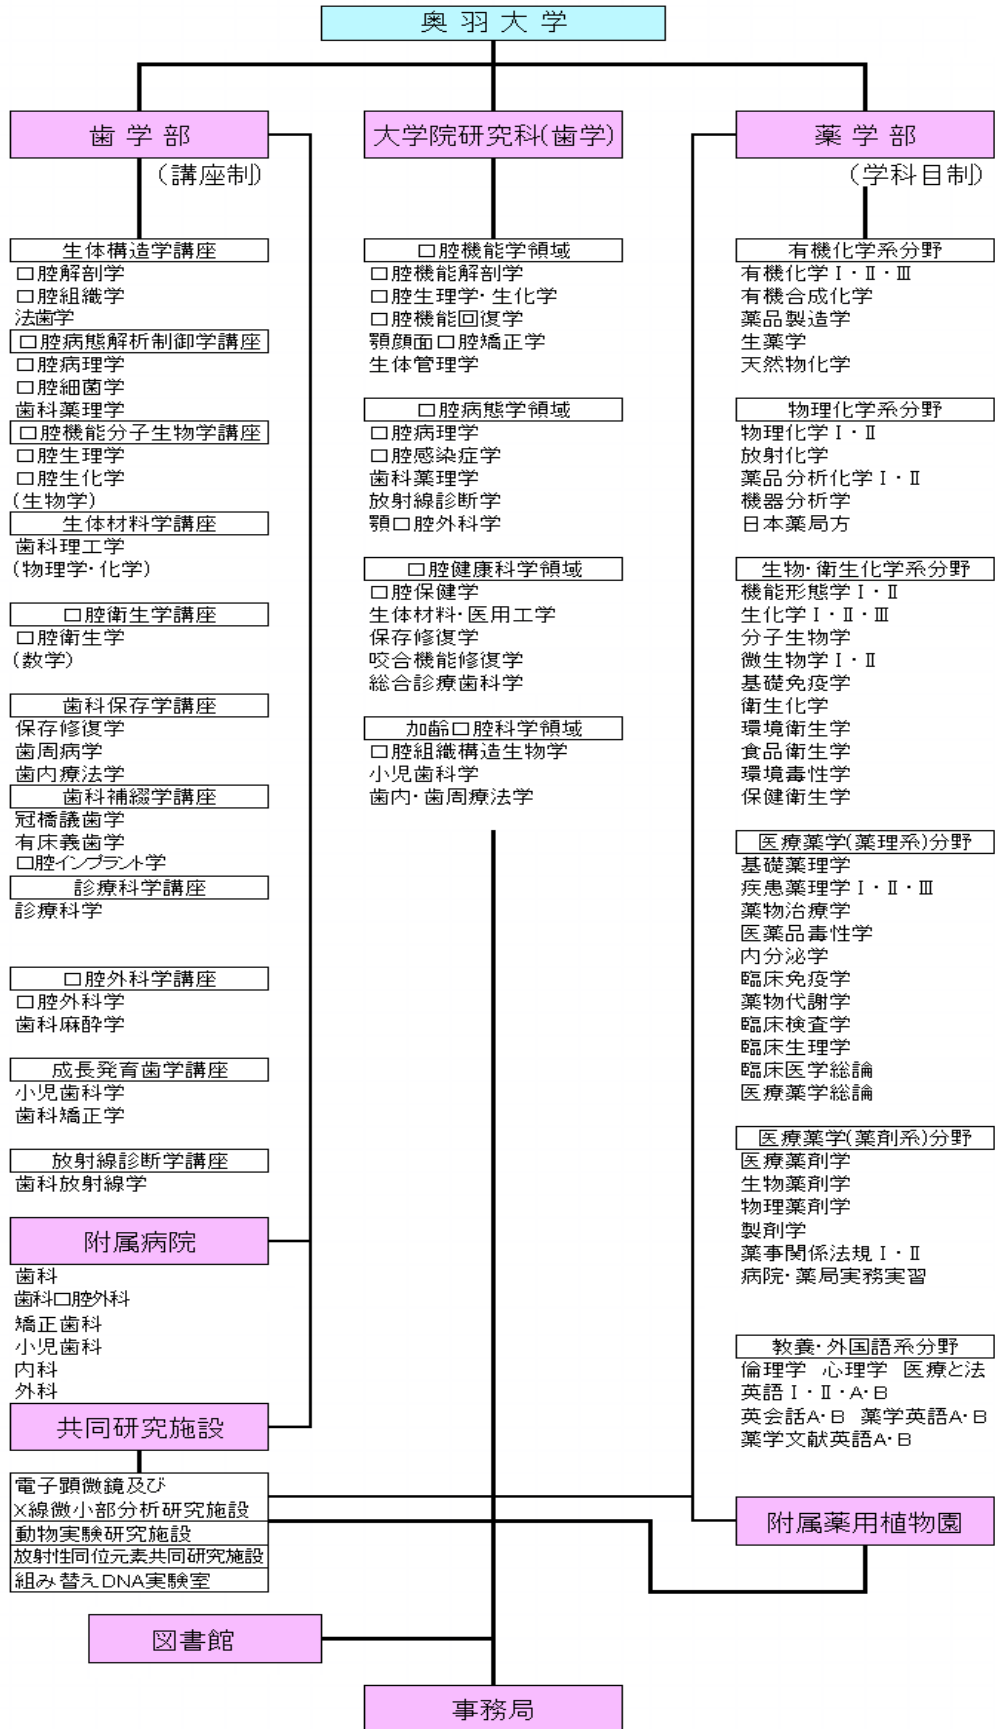 奥羽大学
歯学部
(講座制)
生体構造学講座
口腔解剖学
口腔組織学
法歯学
口腔病態解析制御学講座
口腔病理学
口腔細菌学
歯科薬理学
口腔機能分子生物学講座
口腔生理学
口腔生化学
(生物学)
生体材料学講座
歯科理工学
(物理学・化学)
口腔衛生学講座
口腔衛生学
(数学)
歯科保存学講座
保存修復学
歯周病学
歯内療法学
歯科補綴学講座
冠橋議歯学
有床義歯学
口腔インプラント学
診療科学講座
診療科学
口腔外科学講座
口腔外科学
歯科麻酔学
成長発育歯学講座
小児歯科学
歯科矯正学
放射線診断学講座
歯科放射線学
附属病院
歯科
歯科口腔外科
矯正歯科
小児歯科
内科
外科
共同研究施設
電子顕微鏡及び
X線微小部分析研究施設
動物実験研究施設
放射性同位元素共同研究施設
組み替えDNA実験室
大学院研究科(歯学)
口腔機能学領域
口腔機能解剖学
口腔生理学・生化学
口腔機能回復学
顎顔面口腔矯正学
生体管理学
口腔病態学領域
口腔病理学
口腔感染症学
歯科薬理学
放射線診断学
顎口腔外科学
口腔健康科学領域
口腔保健学
生体材料・医用工学
保存修復学
咬合機能修復学
総合診療歯科学
加齢口腔科学領域
口腔組織構造生物学
小児歯科学
歯内・歯周療法学
薬学部
(学科目制)
有機化学系分野
有機化学Ⅰ・Ⅱ・Ⅲ
有機合成化学
薬品製造学
生薬学
天然物化学
物理化学系分野
物理化学Ⅰ・Ⅱ
放射化学
薬品分析化学Ⅰ・Ⅱ
機器分析学
日本薬局方
生物・衛生化学系分野
機能形態学Ⅰ・Ⅱ
生化学Ⅰ・Ⅱ・Ⅲ
分子生物学
微生物学Ⅰ・Ⅱ
基礎免疫学
衛生化学
環境衛生学
食品衛生学
環境毒性学
保健衛生学
医療薬学(薬理系)分野
基礎薬理学
疾患薬理学Ⅰ・Ⅱ・Ⅲ
薬物治療学
医薬品毒性学
内分泌学
臨床免疫学
薬物代謝学
臨床検査学
臨床生理学
臨床医学総論
医療薬学総論
医療薬学(薬剤系)分野
医療薬剤学
生物薬剤学
物理薬剤学
製剤学
薬事関係法規Ⅰ・Ⅱ
病院・薬局実務実習
教養・外国語系分野
倫理学 心理学 医療と法
英語Ⅰ・Ⅱ・A・B
英会話A・B 薬学英語A・B
薬学文献英語A・B
附属薬用植物園
図書館
事務局